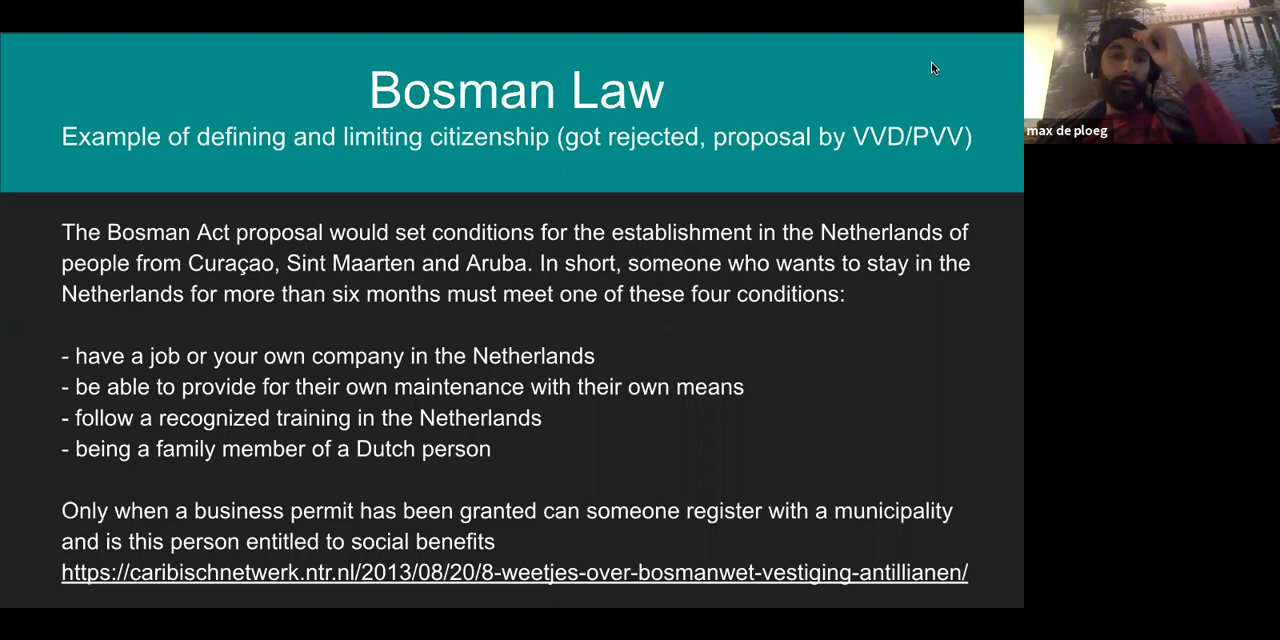 Bosman Law
Example of defining and limiting citizenship (got rejected, proposal by VVD/PVV)
max de ploeg
The Bosman Act proposal would set conditions for the establishment in the Netherlands of
people from Curaçao, Sint Maarten and Aruba. In short, someone who wants to stay in the
Netherlands for more than six months must meet one of these four conditions:
- have a job or your own company in the Netherlands
- be able to provide for their own maintenance with their own means
- follow a recognized training in the Netherlands
- being a family member of a Dutch person
Only when a business permit has been granted can someone register with a municipality
and is this person entitled to social benefits
https://caribischnetwerk.ntr.nl/2013/08/20/8-weetjes-over-bosmanwet-vestiging-antillianen/